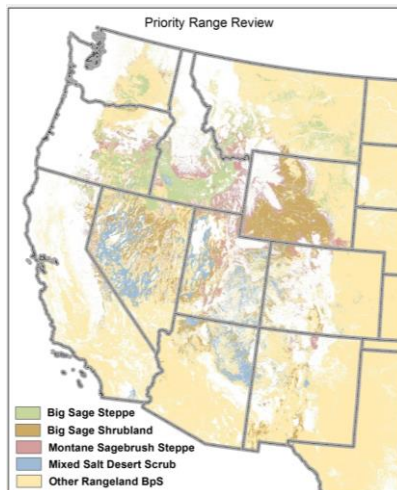 Priority Range Review
Big Sage Steppe
Big Sage Shrubland
Montane Sagebrush Steppe
Mixed Salt Desert Scrub
Other Rangeland BpS